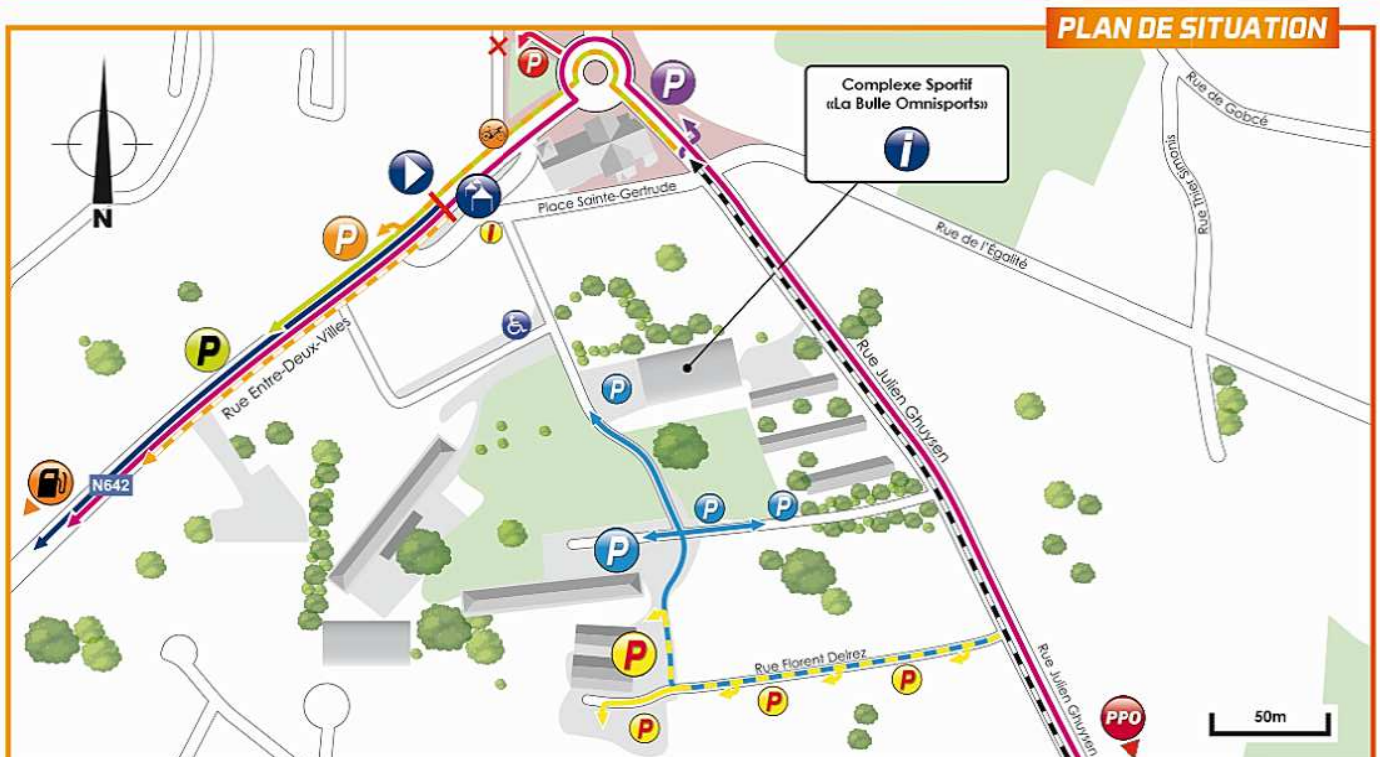 PLAN DE SITUATION
P
P
Complexe Sportif
«La Bulle Omnisports»
i
Rue de Gobcé
Rue Thier Simonis
N
Place Sainte-Gertrude
P
i
Rue de l'Égalité
P
Rue Entre-Deux-Villes
P
Rue Julien Ghuysen
N642
P
P
P
P
Rue Florent Delrez
P
P
P
Rue Julien Ghuysen
PPO
50m